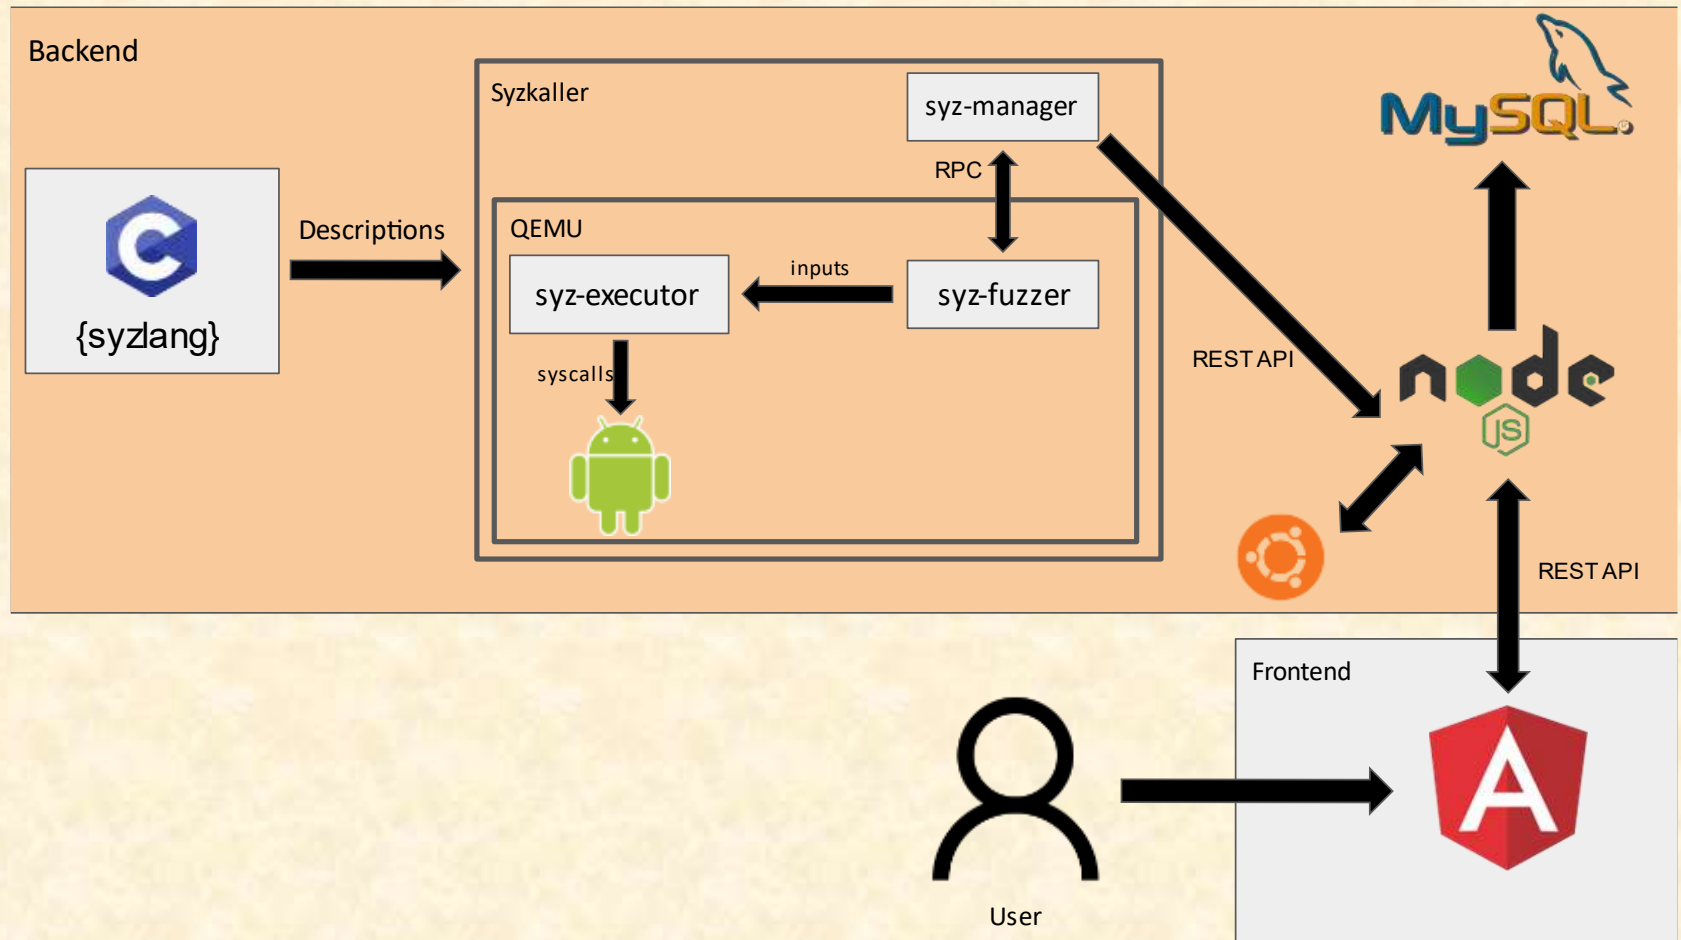 Backend
Syzkaller
syz-manager
MySQL
RPC
C
{syzlang}
Descriptions
QEMU
syz-executor
inputs
syz-fuzzer
syscalls
REST API
node
JS
REST API
Frontend
A
User